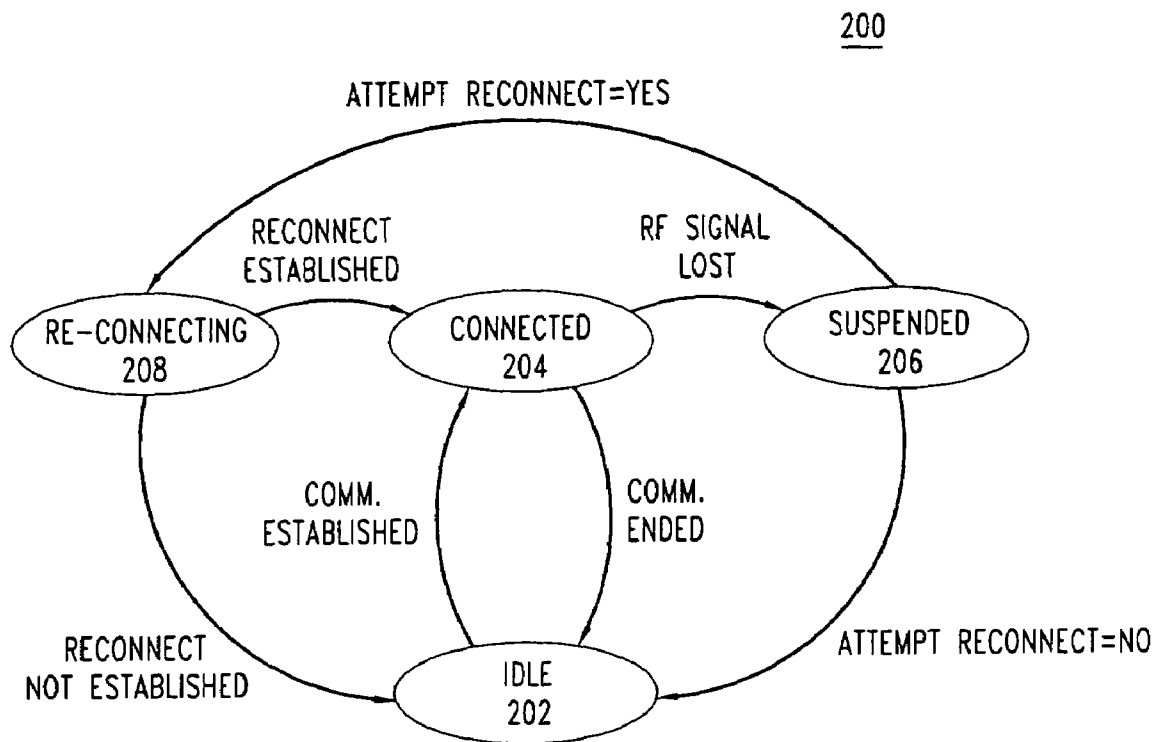 200
ATTEMPT RECONNECT=YES
RECONNECT
ESTABLISHED
RF SIGNAL
LOST
RE-CONNECTING
208
CONNECTED
204
SUSPENDED
206
COMM.
ESTABLISHED
COMM.
ENDED
RECONNECT
NOT ESTABLISHED
IDLE
202
ATTEMPT RECONNECT=NO